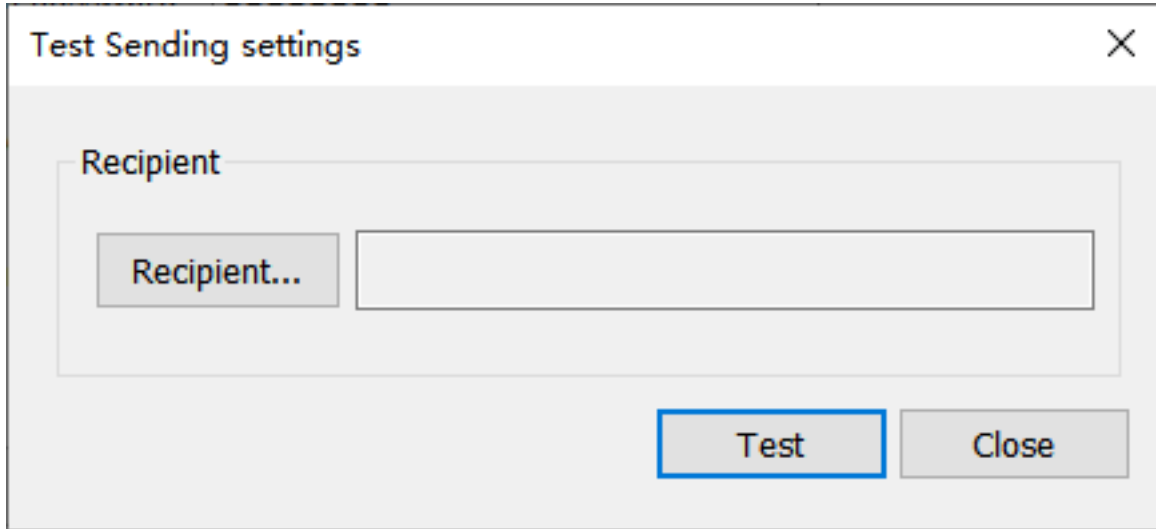 Test Sending settings
Recipient
Recipient...
Test
Close